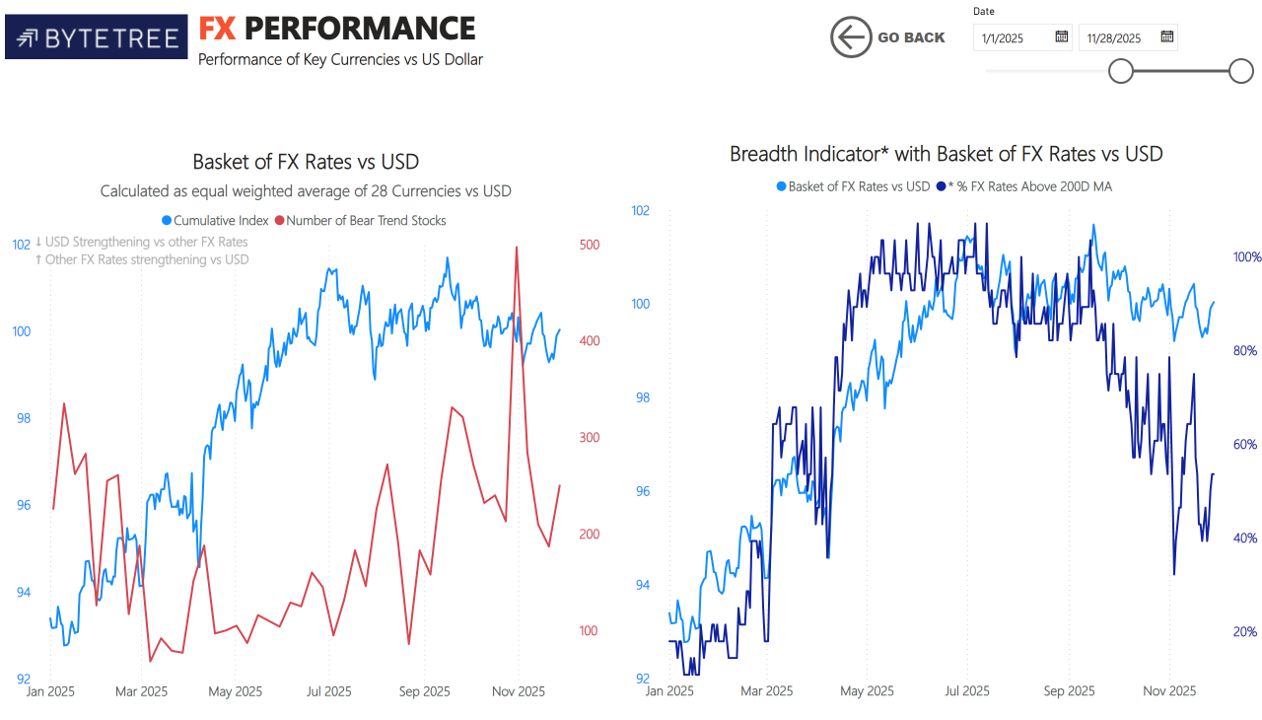 BYTETREE
FX PERFORMANCE
Performance of Key Currencies vs US Dollar
GO BACK
Date
1/1/2025
11/28/2025
Basket of FX Rates vs USD
Calculated as equal weighted average of 28 Currencies vs USD
Cumulative Index Number of Bear Trend Stocks
↓ USD Strengthening vs other FX Rates
↑ Other FX Rates strengthening vs USD
102
100
98
96
94
92
500
400
300
200
100
Jan 2025 Mar 2025 May 2025 Jul 2025 Sep 2025 Nov 2025
Breadth Indicator* with Basket of FX Rates vs USD
Basket of FX Rates vs USD * % FX Rates Above 200D MA
102
100
98
96
94
92
100%
80%
60%
40%
20%
Jan 2025 Mar 2025 May 2025 Jul 2025 Sep 2025 Nov 2025